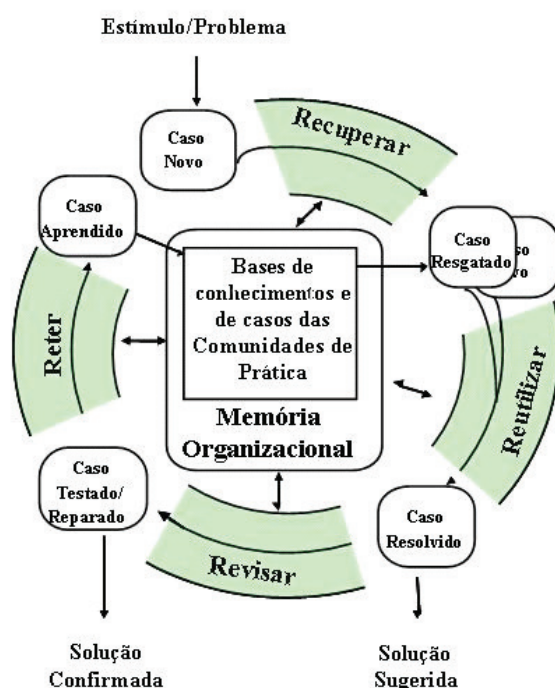 Estímulo/Problema
Caso
Novo
Recuperar
Caso
Aprendido
Caso
Resgatado
vo
Bases de
conhecimentos e
de casos das
Comunidades de
Prática
Memória
Organizacional
Reter
Reutilizar
Caso
Testado/
Reparado
Revisar
Caso
Resolvido
Solução
Confirmada
Solução
Sugerida